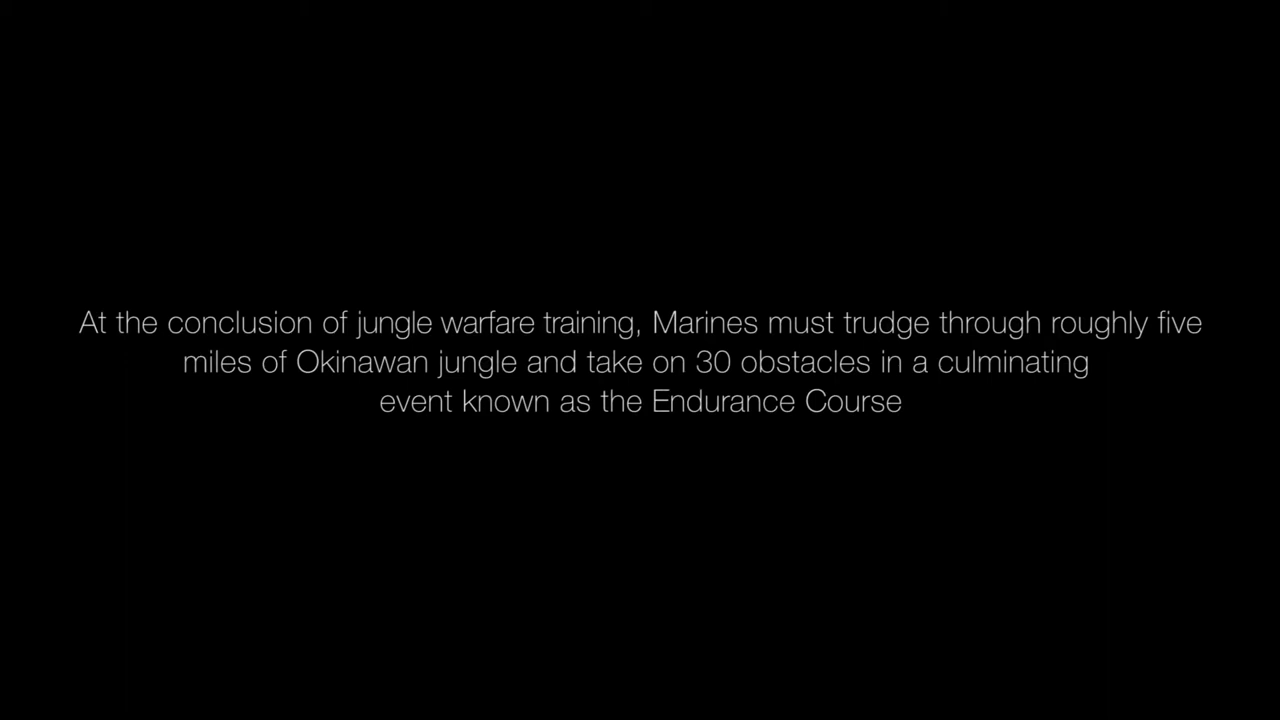 At the conclusion of jungle warfare training, Marines must trudge through roughly five
miles of Okinawan jungle and take on 30 obstacles in a culminating
event known as the Endurance Course